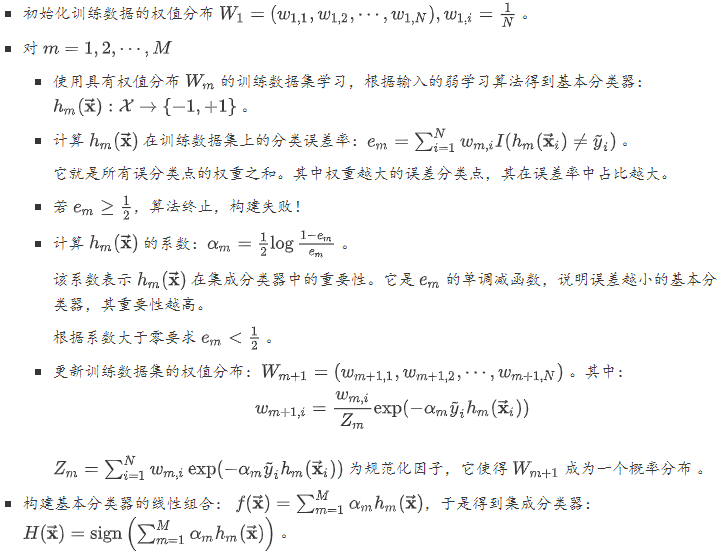 ▪ 初始化训练数据的权值分布 $W_1 = (w_{1,1}, w_{1,2}, \cdots, w_{1,N}), w_{1,i} = \frac{1}{N}$ 。
▪ 对 $m = 1, 2, \cdots, M$
▪ 使用具有权值分布 $W_m$ 的训练数据集学习，根据输入的弱学习算法得到基本分类器：
$h_m(\vec{\mathbf{x}}) : \mathcal{X} \to \{-1, +1\}$ 。
▪ 计算 $h_m(\vec{\mathbf{x}})$ 在训练数据集上的分类误差率：$e_m = \sum_{i=1}^{N} w_{m,i} I(h_m(\vec{\mathbf{x}}_i) \neq \tilde{y}_i)$ 。
它就是所有误分类点的权重之和。其中权重越大的误差分类点，其在误差率中占比越大。
▪ 若 $e_m \geq \frac{1}{2}$，算法终止，构建失败！
▪ 计算 $h_m(\vec{\mathbf{x}})$ 的系数：$\alpha_m = \frac{1}{2} \log \frac{1-e_m}{e_m}$ 。
该系数表示 $h_m(\vec{\mathbf{x}})$ 在集成分类器中的重要性。它是 $e_m$ 的单调减函数，说明误差越小的基本分
类器，其重要性越高。
根据系数大于零要求 $e_m < \frac{1}{2}$ 。
▪ 更新训练数据集的权值分布：$W_{m+1} = (w_{m+1,1}, w_{m+1,2}, \cdots, w_{m+1,N})$ 。其中：
$w_{m+1,i} = \frac{w_{m,i}}{Z_m} \exp(-\alpha_m \tilde{y}_i h_m(\vec{\mathbf{x}}_i))$
$Z_m = \sum_{i=1}^{N} w_{m,i} \exp(-\alpha_m \tilde{y}_i h_m(\vec{\mathbf{x}}_i))$ 为规范化因子，它使得 $W_{m+1}$ 成为一个概率分布 。
▪ 构建基本分类器的线性组合： $f(\vec{\mathbf{x}}) = \sum_{m=1}^{M} \alpha_m h_m(\vec{\mathbf{x}})$，于是得到集成分类器：
$H(\vec{\mathbf{x}}) = \text{sign}\left(\sum_{m=1}^{M} \alpha_m h_m(\vec{\mathbf{x}})\right)$ 。